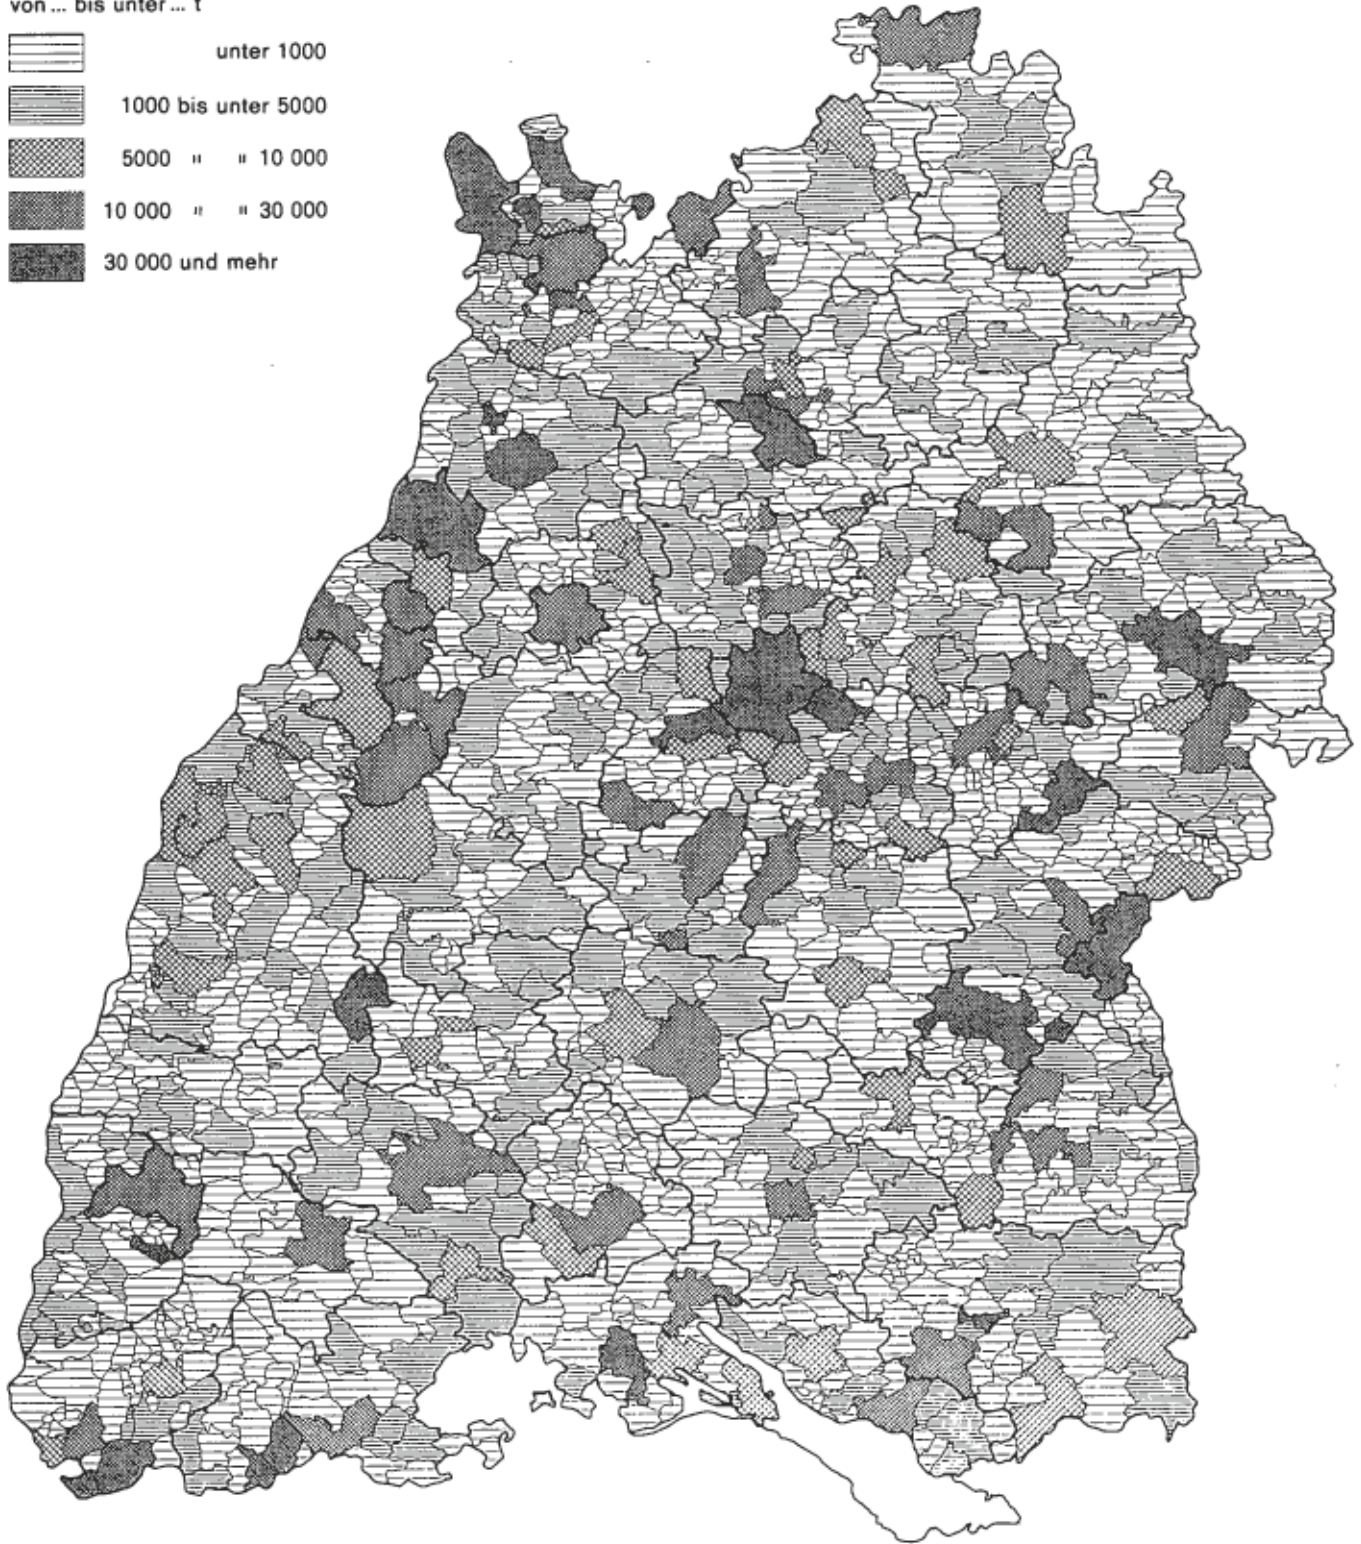 von ... bis unter ... t
unter 1000
1000 bis unter 5000
5000 " " 10 000
10 000 " " 30 000
30 000 und mehr